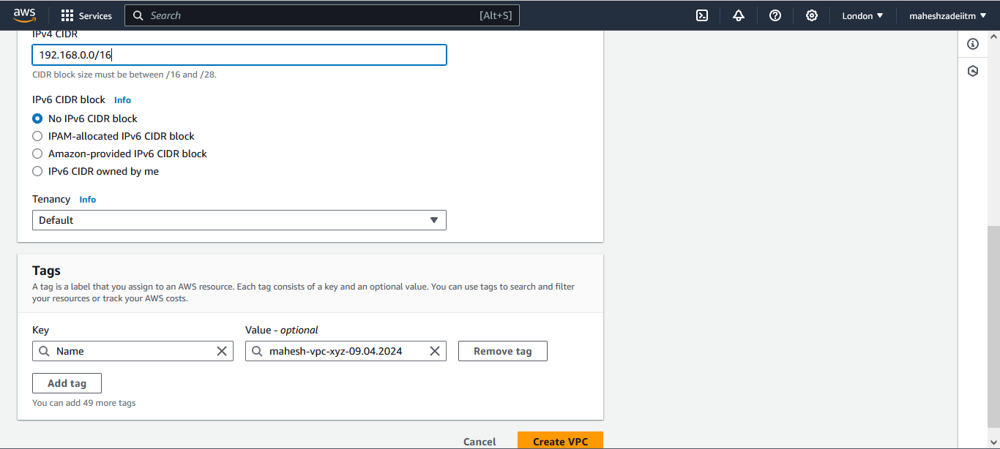 aws Services Search [Alt+S] London maheshzadeiitm
IPv4 CIDR
192.168.0.0/16
CIDR block size must be between /16 and /28.
IPv6 CIDR block Info
No IPv6 CIDR block
IPAM-allocated IPv6 CIDR block
Amazon-provided IPv6 CIDR block
IPv6 CIDR owned by me
Tenancy Info
Default
Tags
A tag is a label that you assign to an AWS resource. Each tag consists of a key and an optional value. You can use tags to search and filter
your resources or track your AWS costs.
Key Value - optional
Name mahesh-vpc-xyz-09.04.2024 Remove tag
Add tag
You can add 49 more tags
Cancel Create VPC